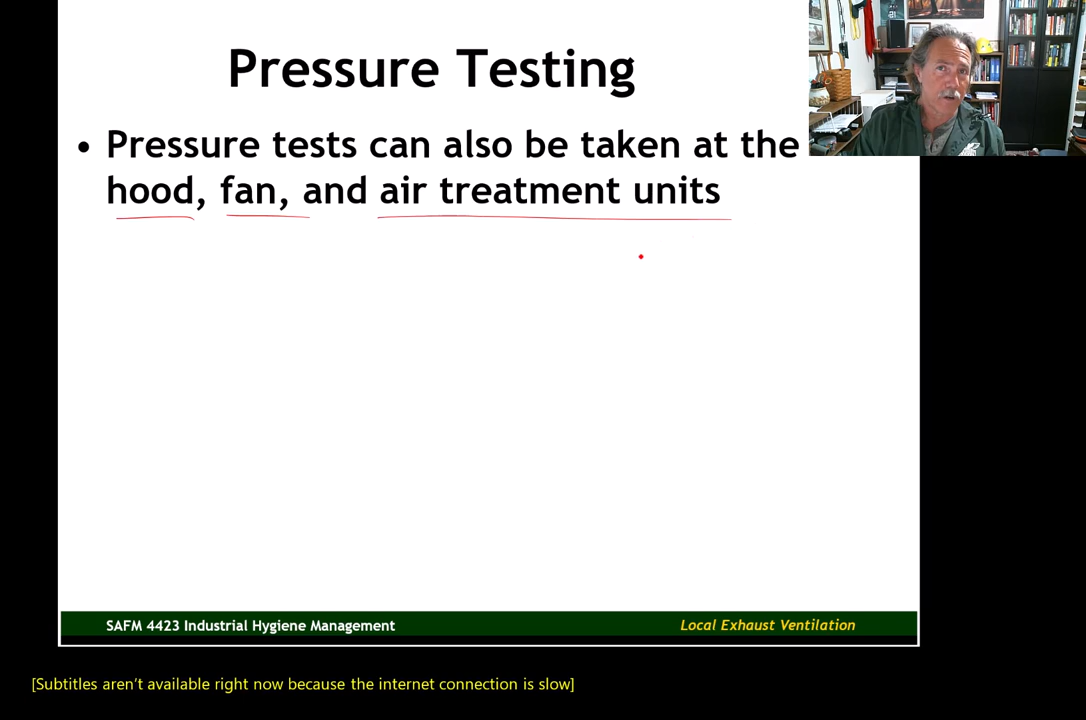 Pressure Testing
• Pressure tests can also be taken at the
hood, fan, and air treatment units
SAFM 4423 Industrial Hygiene Management
Local Exhaust Ventilation
[Subtitles aren't available right now because the internet connection is slow]